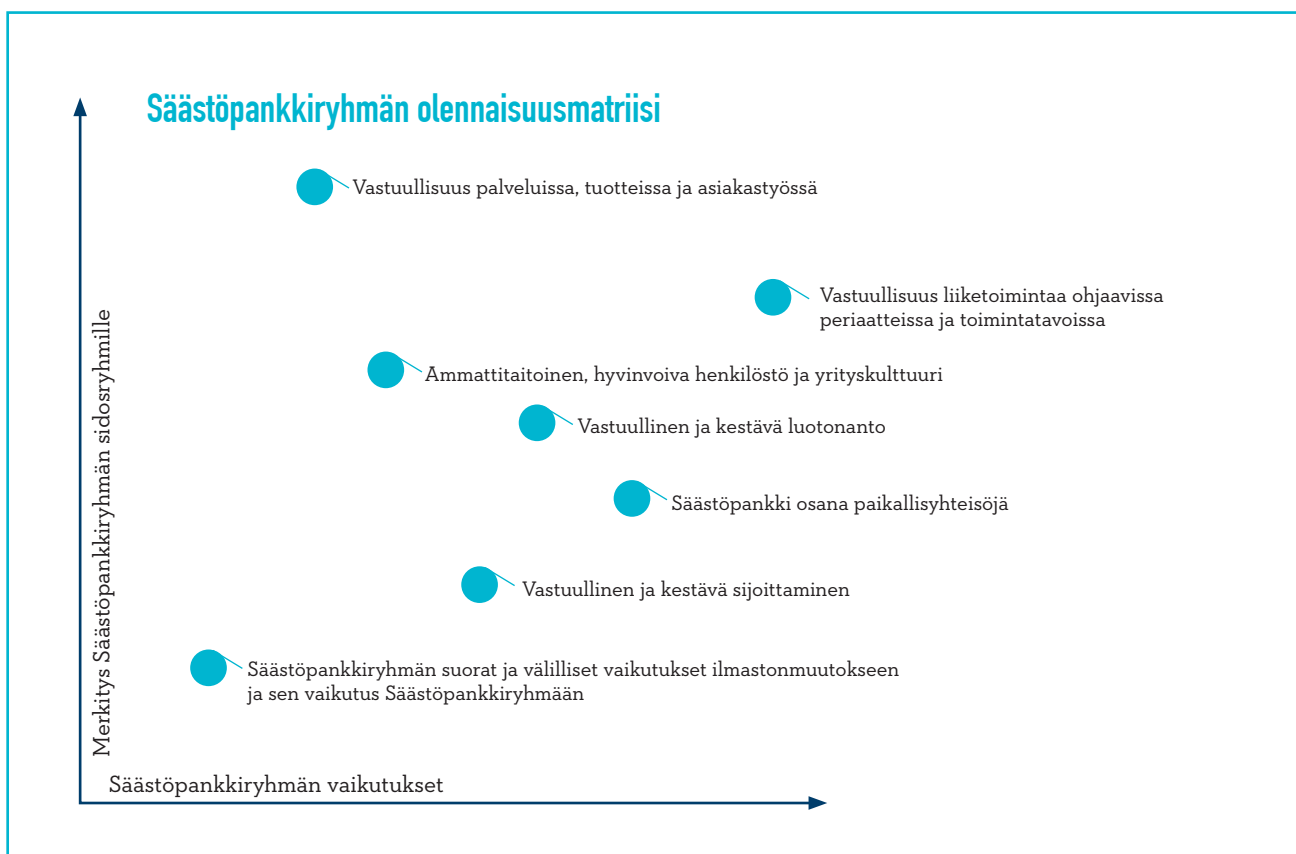 Säästöpankkiryhmän olennaisuusmatriisi
Vastuullisuus palveluissa, tuotteissa ja asiakastyössä
Vastuullisuus liiketoimintaa ohjaavissa
periaatteissa ja toimintatavoissa
Ammattitaitoinen, hyvinvoiva henkilöstö ja yrityskulttuuri
Vastuullinen ja kestävä luotonanto
Säästöpankki osana paikallisyhteisöjä
Vastuullinen ja kestävä sijoittaminen
Säästöpankkiryhmän suorat ja välilliset vaikutukset ilmastonmuutokseen
ja sen vaikutus Säästöpankkiryhmään
Merkitys Säästöpankkiryhmän sidosryhmille
Säästöpankkiryhmän vaikutukset